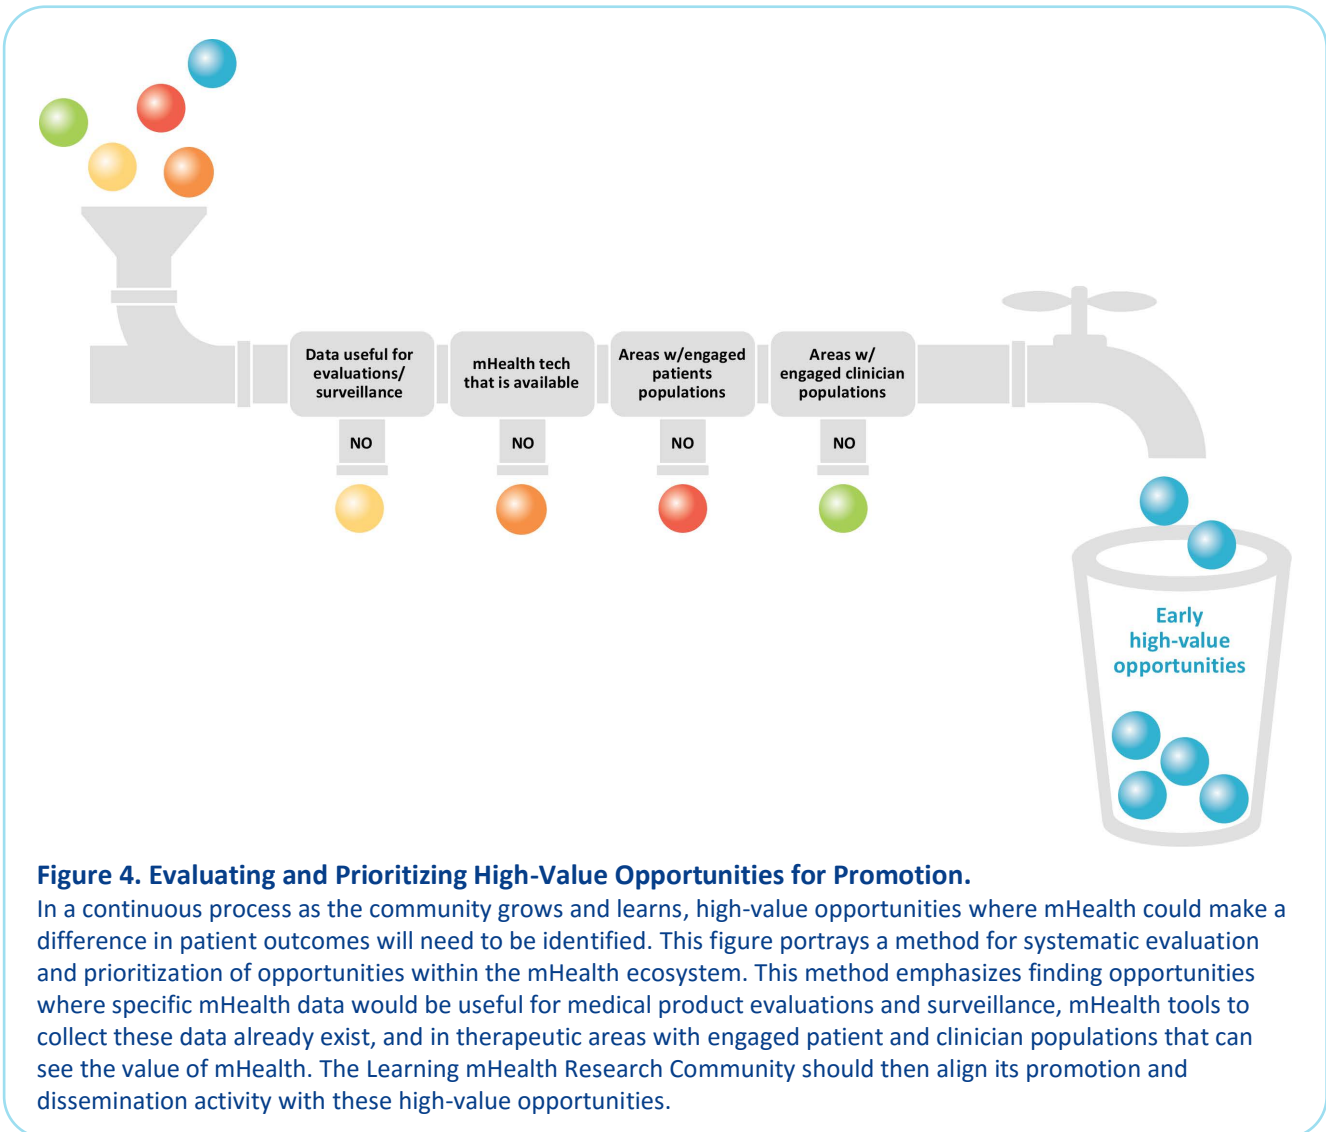 Data useful for
evaluations/
surveillance
mHealth tech
that is available
Areas w/engaged
patients
populations
Areas w/
engaged clinician
populations
NO
NO
NO
NO
Early
high-value
opportunities
Figure 4. Evaluating and Prioritizing High-Value Opportunities for Promotion.
In a continuous process as the community grows and learns, high-value opportunities where mHealth could make a
difference in patient outcomes will need to be identified. This figure portrays a method for systematic evaluation
and prioritization of opportunities within the mHealth ecosystem. This method emphasizes finding opportunities
where specific mHealth data would be useful for medical product evaluations and surveillance, mHealth tools to
collect these data already exist, and in therapeutic areas with engaged patient and clinician populations that can
see the value of mHealth. The Learning mHealth Research Community should then align its promotion and
dissemination activity with these high-value opportunities.